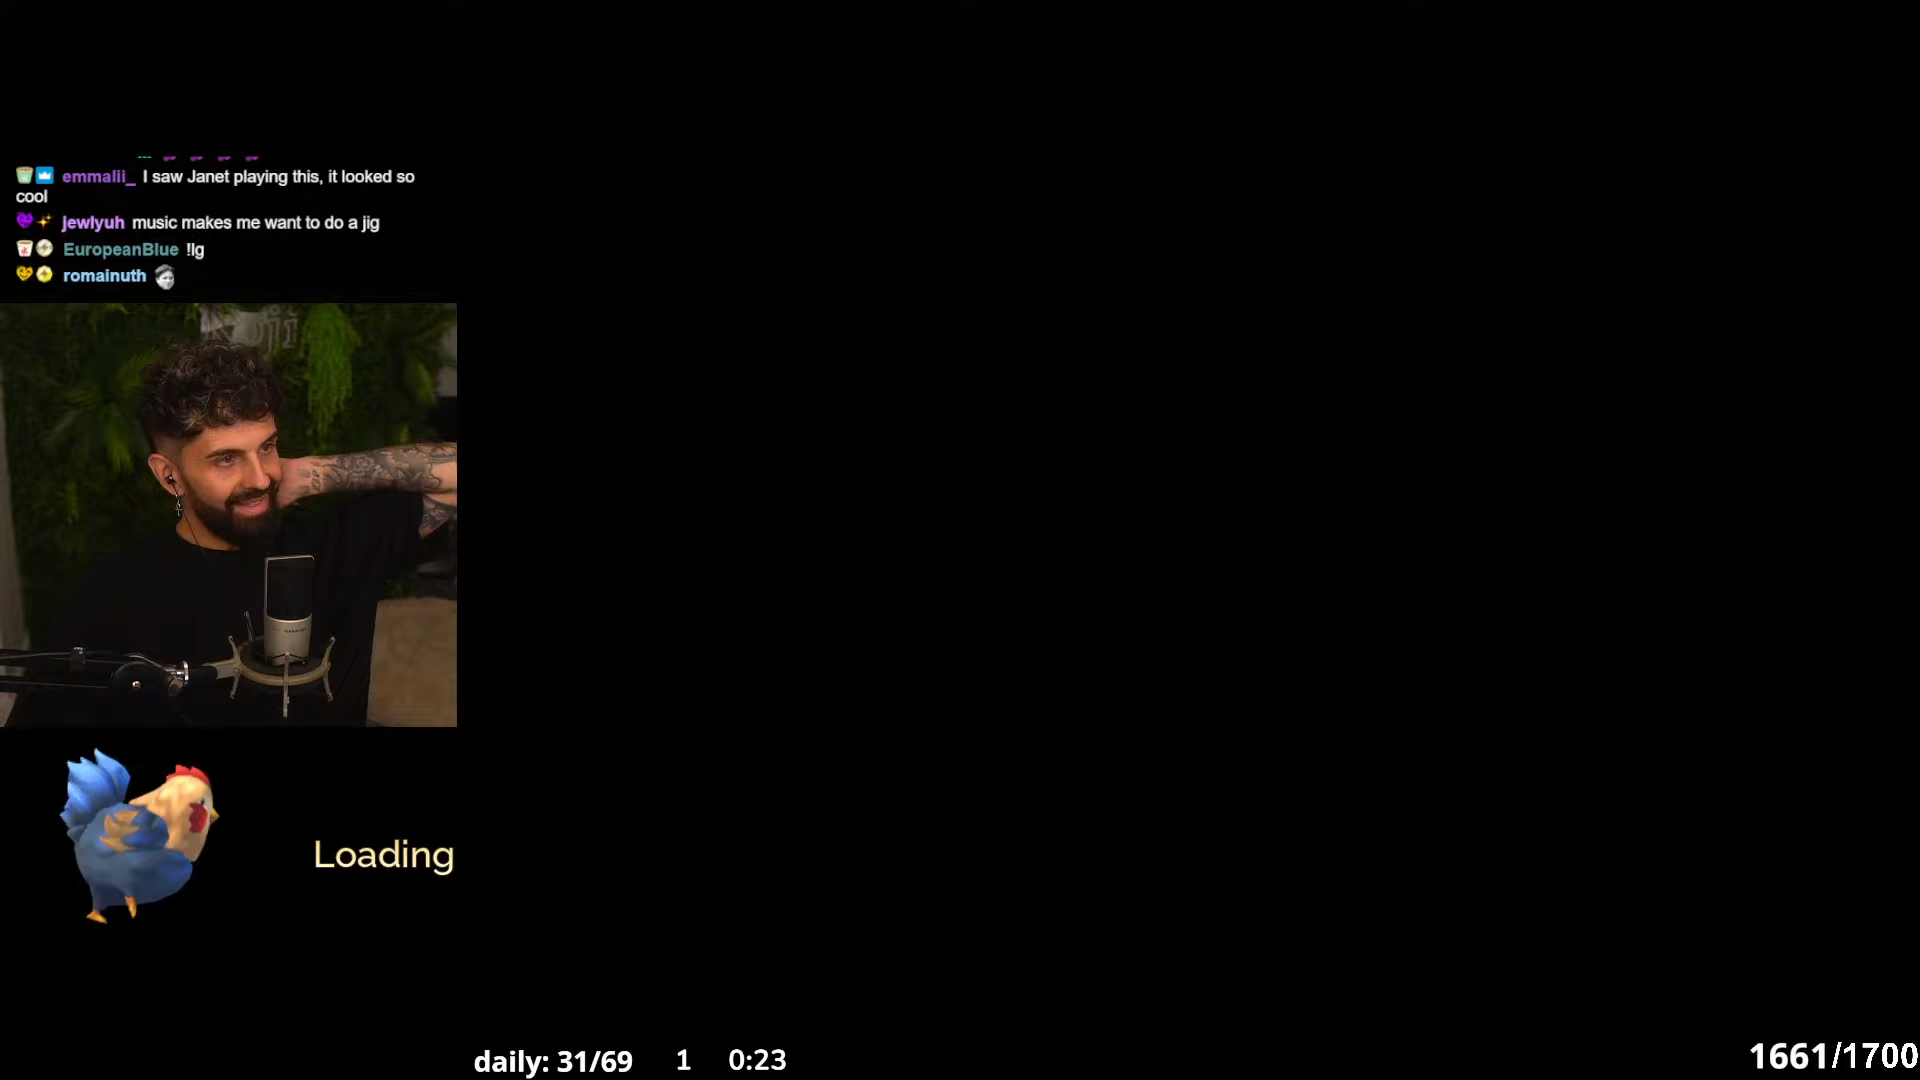 emmalii_ I saw Janet playing this, it looked so
cool
jewlyuh music makes me want to do a jig
EuropeanBlue !lg
romainuth
Loading
daily: 31/69 1 0:23
1661/1700